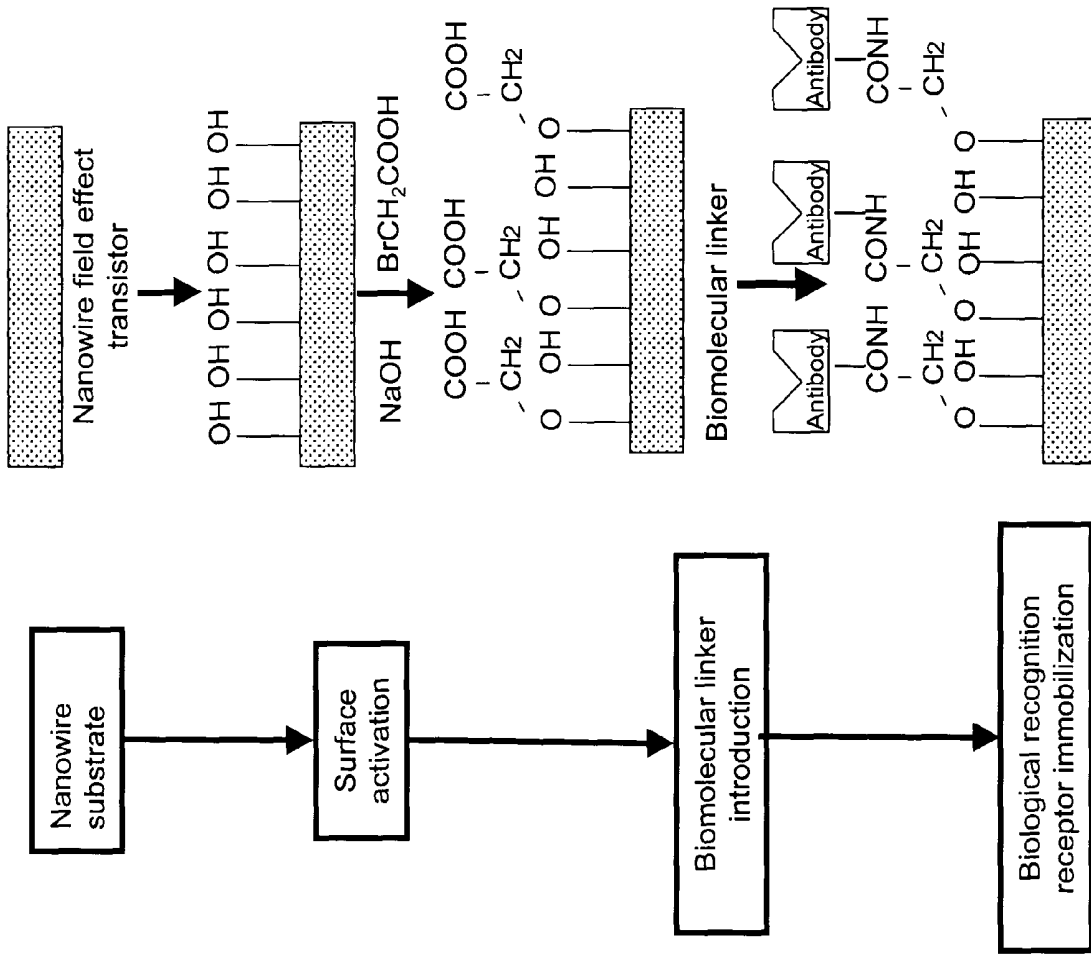 Nanowire field effect
transistor
OH OH OH OH OH OH
NaOH BrCH₂COOH
COOH COOH COOH
CH2 CH2 CH2
O OH O OH OH O
Biomolecular linker
Antibody Antibody Antibody
CONH CONH CONH
CH2 CH2 CH2
O OH O OH OH O
Nanowire
substrate
Surface
activation
Biomolecular linker
introduction
Biological recognition
receptor immobilization